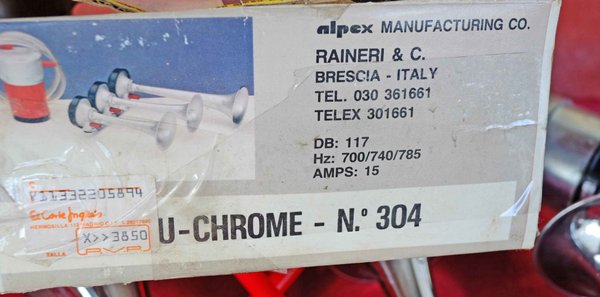 alpex MANUFACTURING CO.
RAINERI & C.
BRESCIA - ITALY
TEL. 030 361661
TELEX 301661
DB: 117
Hz: 700/740/785
AMPS: 15
El Corte Inglés
X>>3850
TALLA
U-CHROME - N.º 304